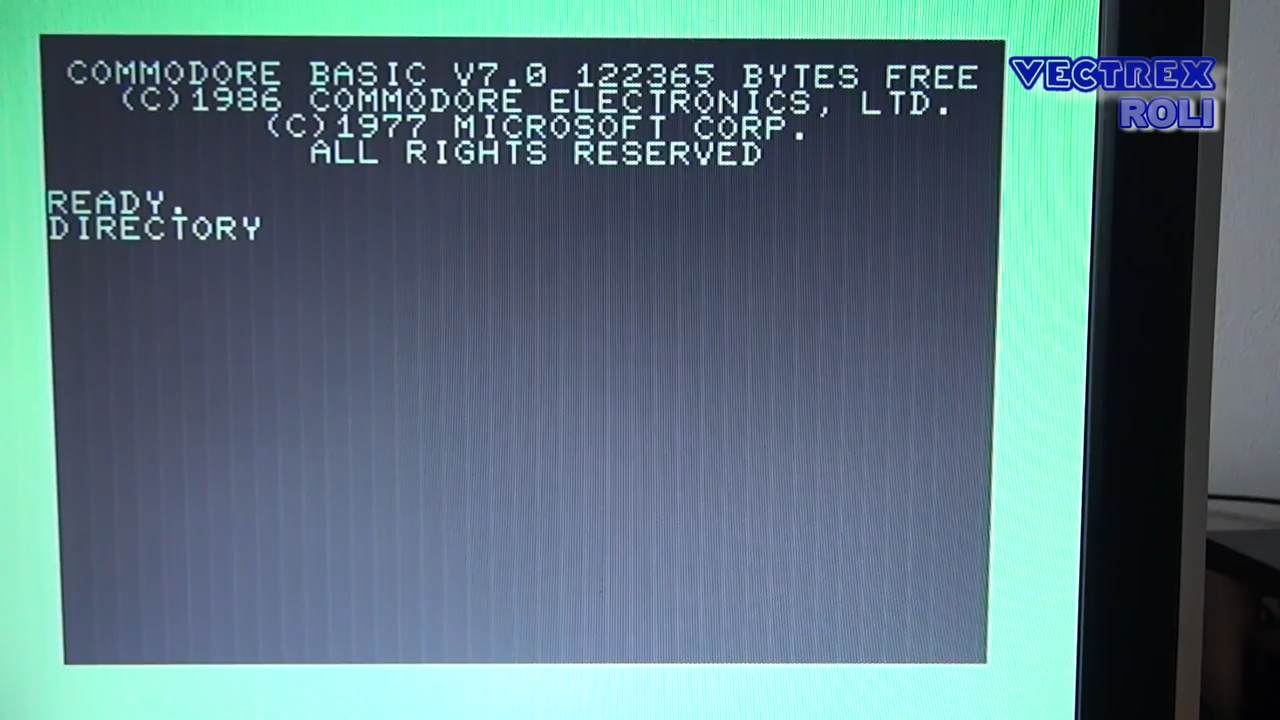 COMMODORE BASIC V7.0 122365 BYTES FREE
(C)1986 COMMODORE ELECTRONICS, LTD.
(C)1977 MICROSOFT CORP.
ALL RIGHTS RESERVED
READY.
DIRECTORY
VECTREX
ROLI